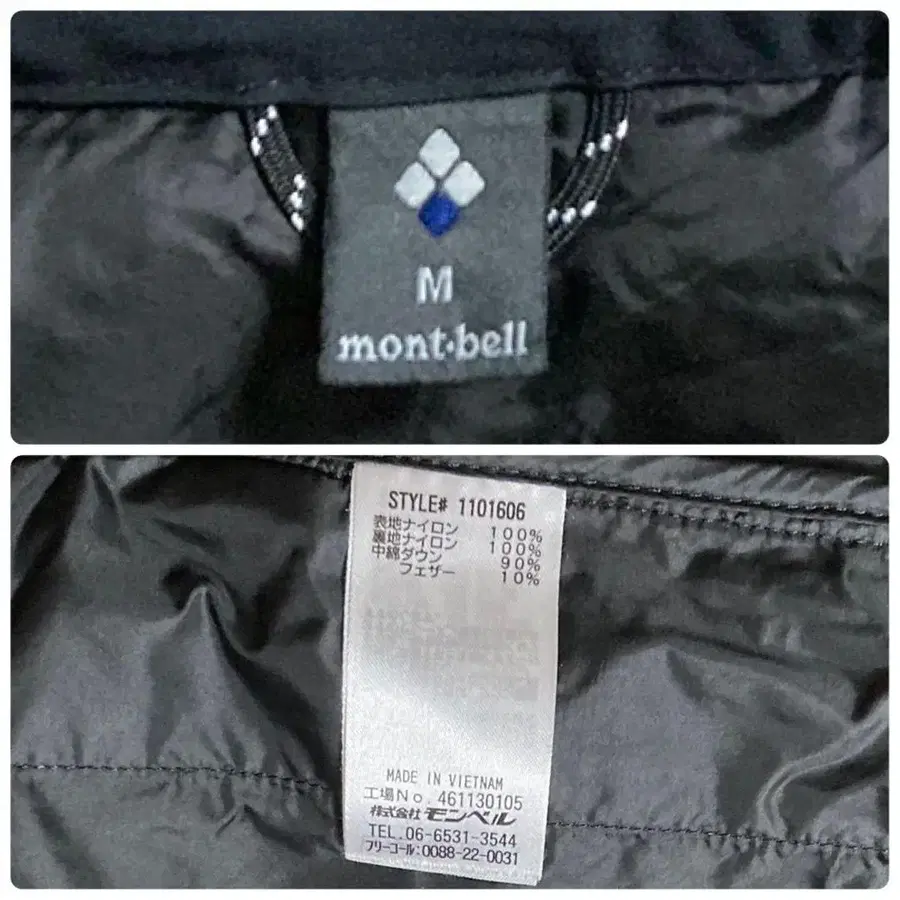 M
mont·bell
STYLE# 1101606
表地ナイロン 100%
裏地ナイロン 100%
中綿ダウン 90%
フェザー 10%
MADE IN VIETNAM
工場No. 461130105
株式会社モンベル
TEL.06-6531-3544
フリーコール:0088-22-0031